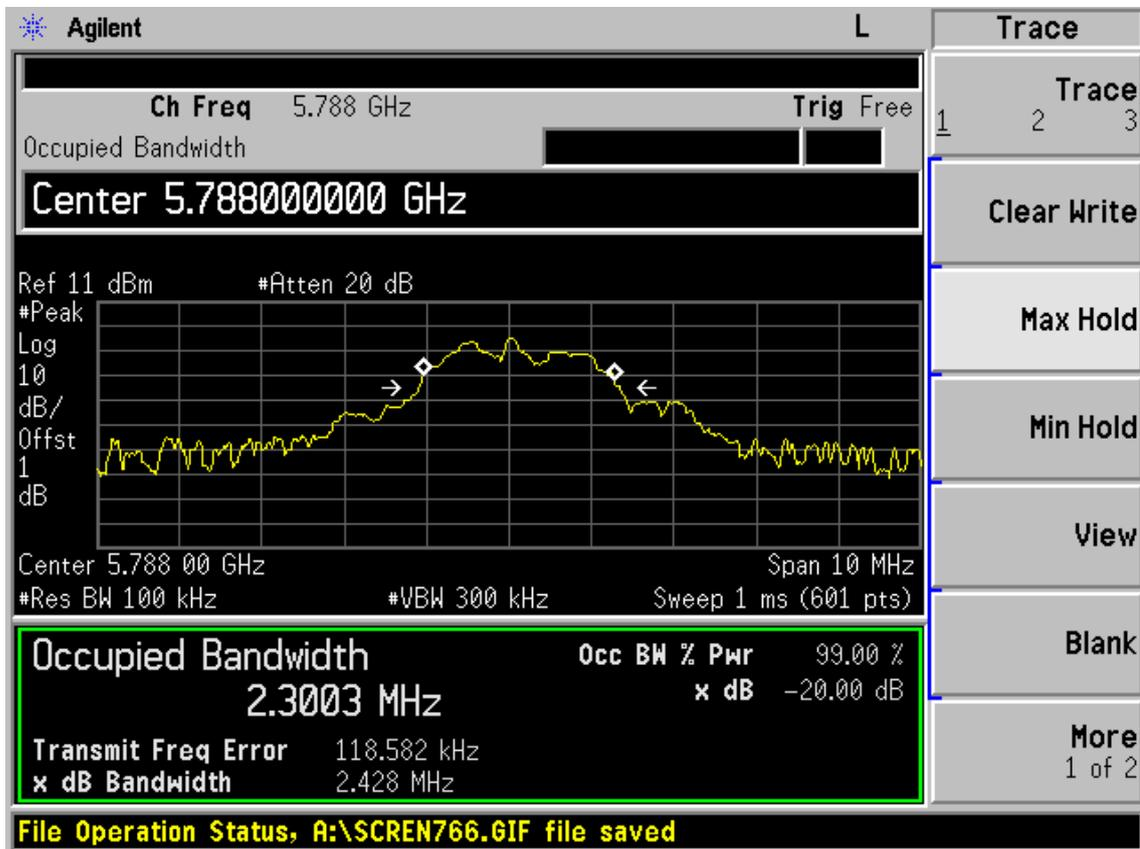 Agilent L Trace
Ch Freq 5.788 GHz Trig Free
Occupied Bandwidth
Center 5.788000000 GHz
Ref 11 dBm #Atten 20 dB
#Peak
Log
10
dB/
Offst
1
dB
Center 5.788 00 GHz Span 10 MHz
#Res BW 100 kHz #VBW 300 kHz Sweep 1 ms (601 pts)
Occupied Bandwidth
2.3003 MHz
Occ BW % Pwr 99.00 %
x dB -20.00 dB
Transmit Freq Error 118.582 kHz
x dB Bandwidth 2.428 MHz
File Operation Status, A:\SCREN766.GIF file saved
Trace
1 2 3
Clear Write
Max Hold
Min Hold
View
Blank
More
1 of 2